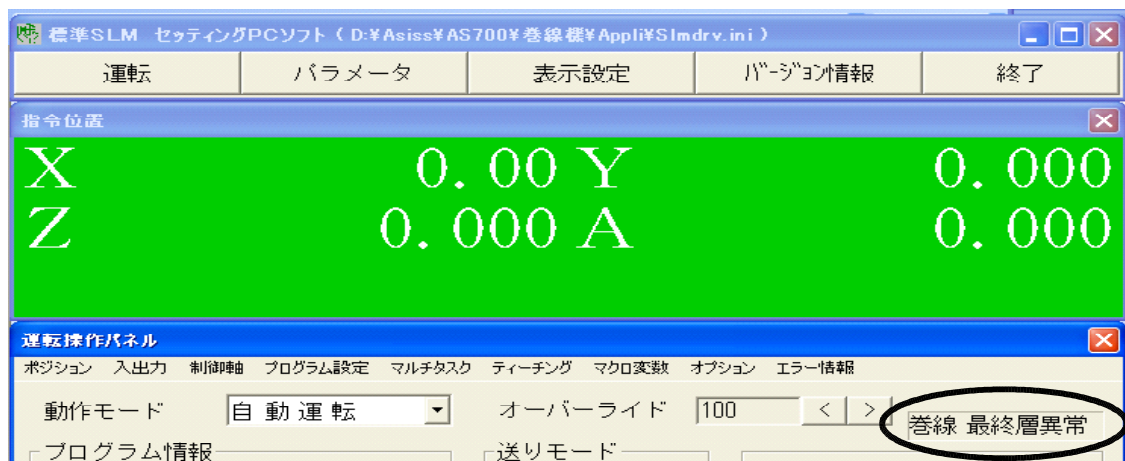 標準SLM セッティングPCソフト ( D:¥Asiss¥AS700¥巻線機¥Appli¥Slmdrv.ini )
運転 パラメータ 表示設定 バージョン情報 終了
指令位置
X 0.00 Y 0.000
Z 0.000 A 0.000
運転操作パネル
ポジション 入出力 制御軸 プログラム設定 マルチタスク ティーチング マクロ変数 オプション エラー情報
動作モード 自動運転 オーバーライド 100 < > 巻線 最終層異常
プログラム情報 送りモード